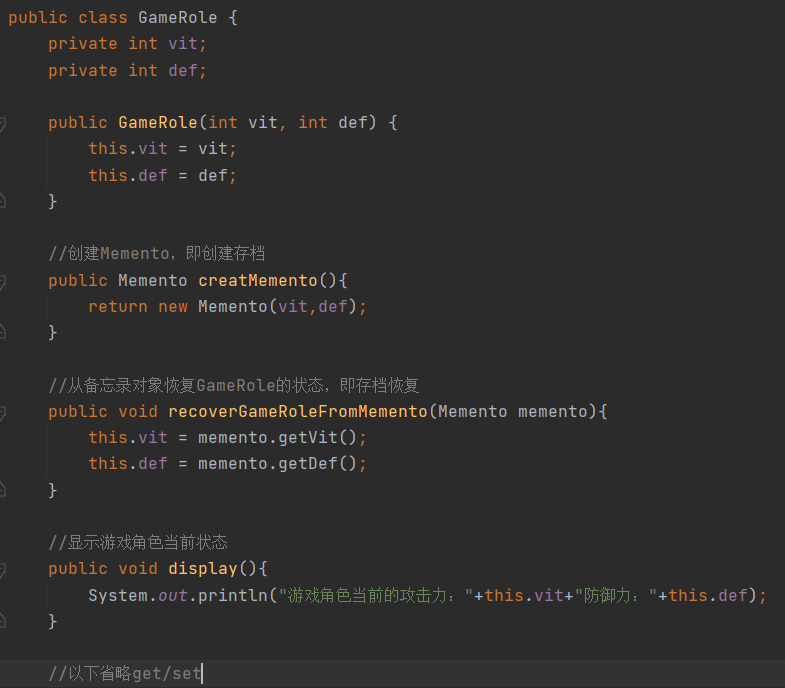 public class GameRole {
private int vit;
private int def;
public GameRole(int vit, int def) {
this.vit = vit;
this.def = def;
}
//创建Memento，即创建存档
public Memento creatMemento(){
return new Memento(vit,def);
}
//从备忘录对象恢复GameRole的状态，即存档恢复
public void recoverGameRoleFromMemento(Memento memento){
this.vit = memento.getVit();
this.def = memento.getDef();
}
//显示游戏角色当前状态
public void display(){
System.out.println("游戏角色当前的攻击力："+this.vit+"防御力："+this.def);
}
//以下省略get/set